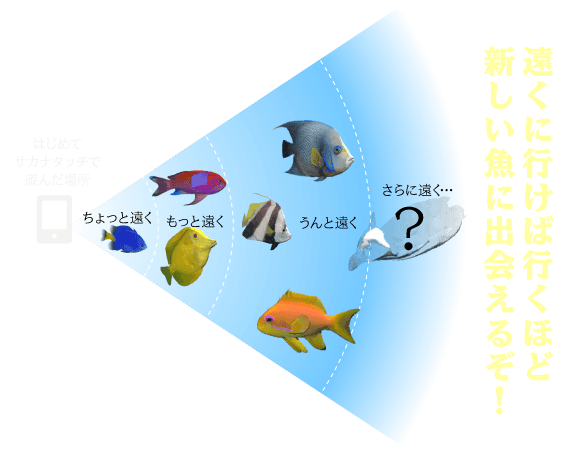 遠くに行けば行くほど
新しい魚に出会えるぞ！
はじめて
サカナタッチで
遊んだ場所
ちょっと遠く
もっと遠く
うんと遠く
さらに遠く…
？